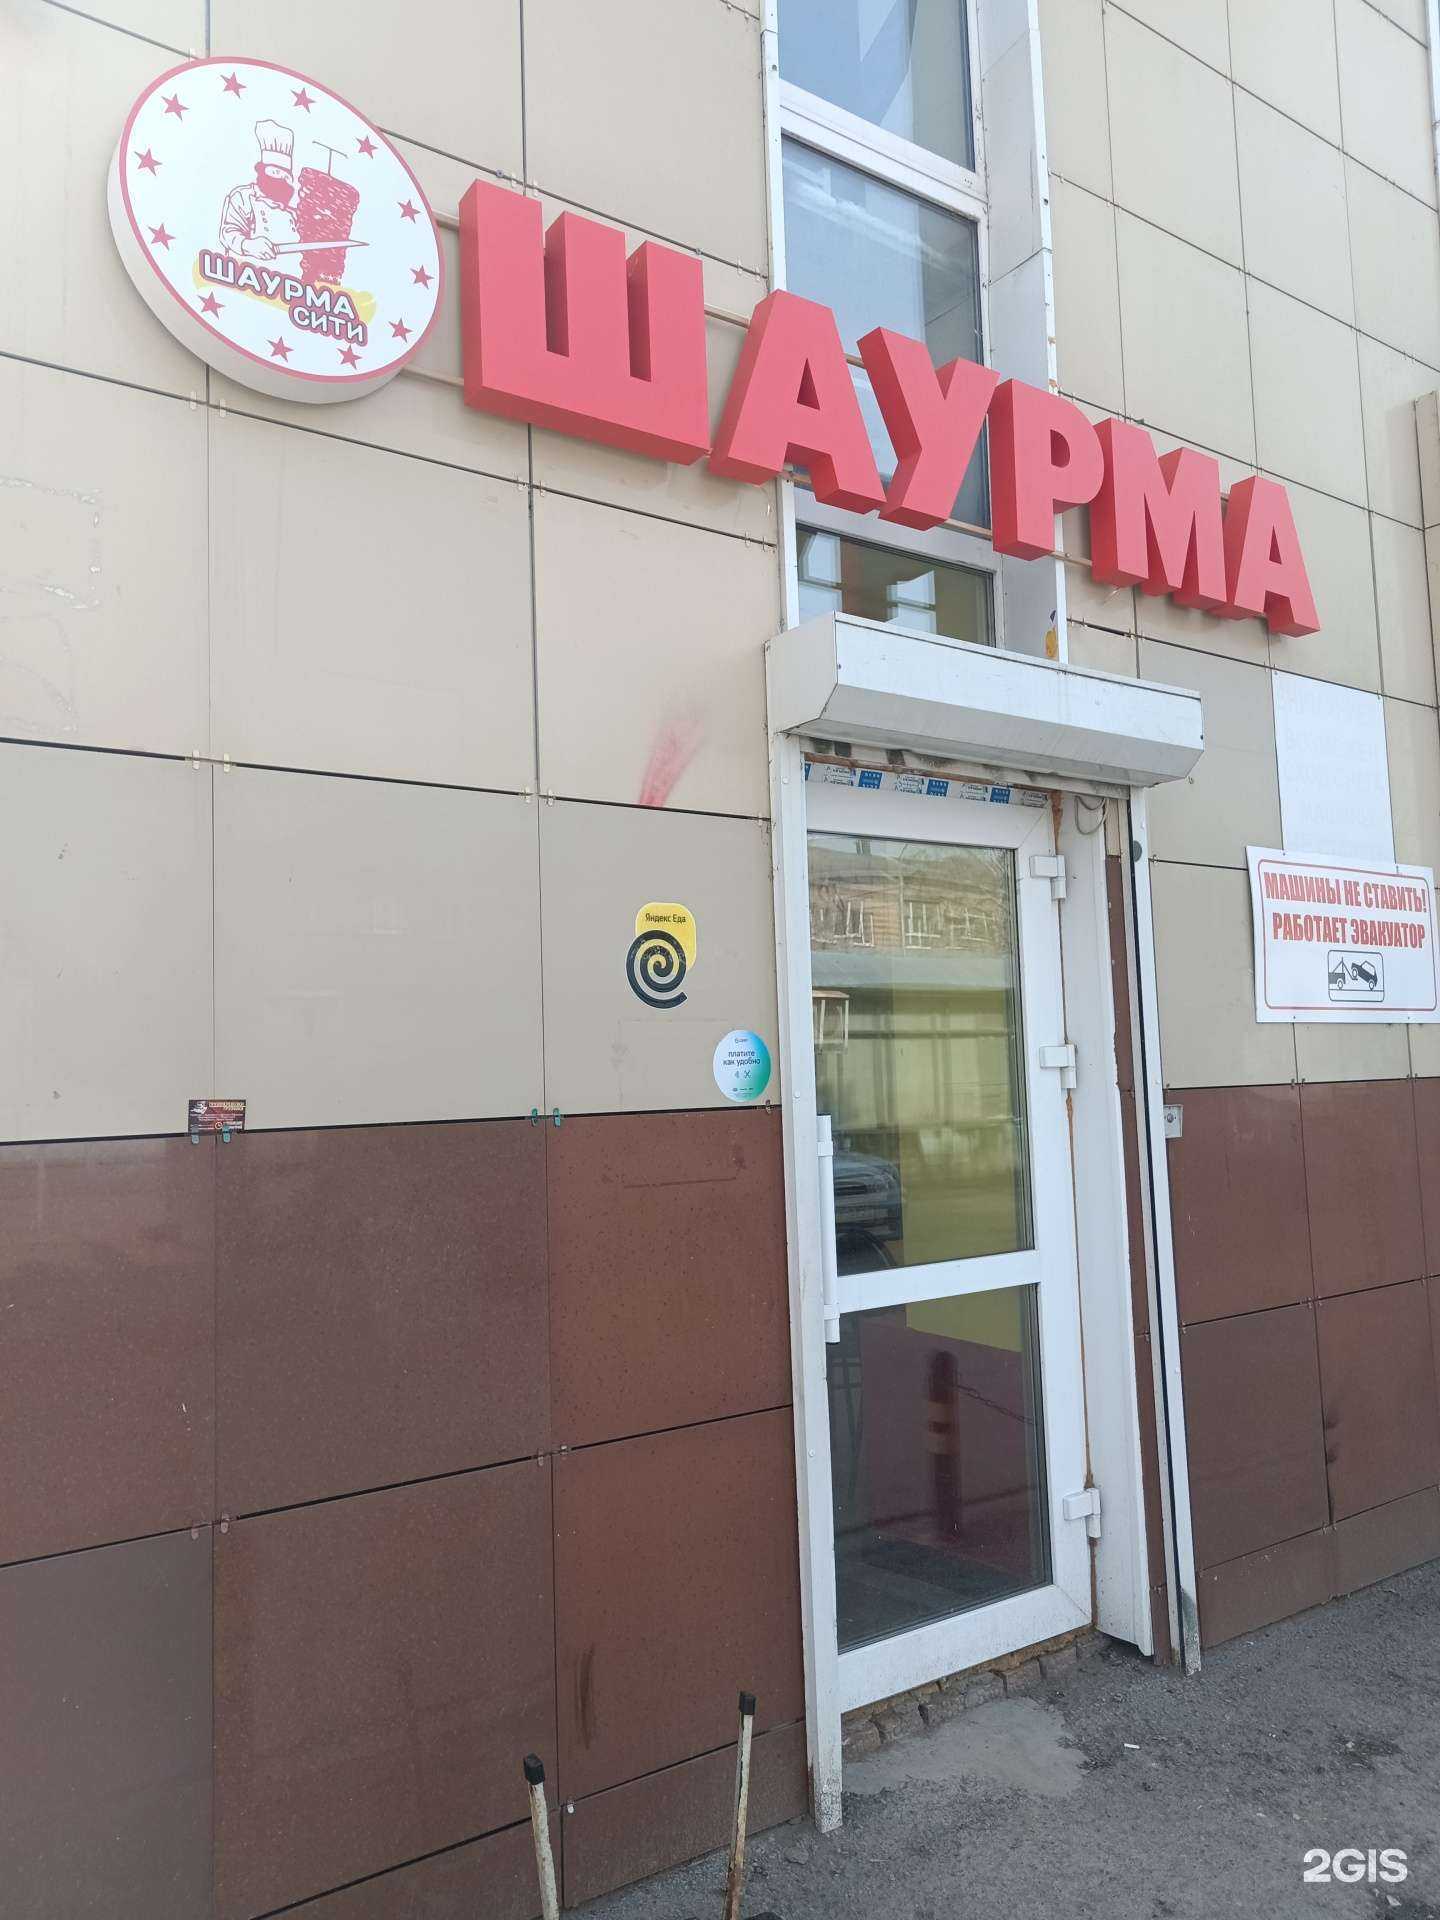 ШАУРМА
СИТИ
ШАУРМА
МАШИНЫ НЕ СТАВИТЬ!
РАБОТАЕТ ЭВАКУАТОР
Яндекс Еда
платите
как удобно
2GIS